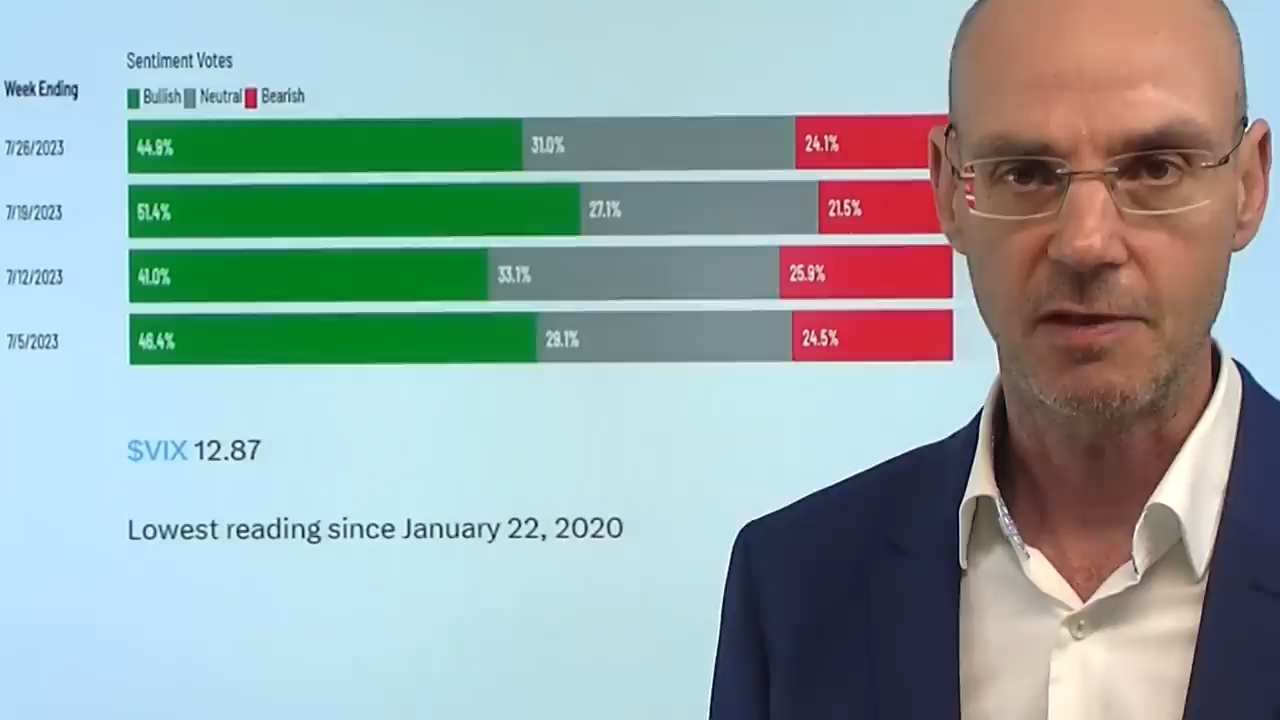 Sentiment Votes
Week Ending
Bullish Neutral Bearish
7/26/2023 44.9% 31.0% 24.1%
7/19/2023 51.4% 27.1% 21.5%
7/12/2023 41.0% 33.1% 25.9%
7/5/2023 46.4% 29.1% 24.5%
$VIX 12.87
Lowest reading since January 22, 2020